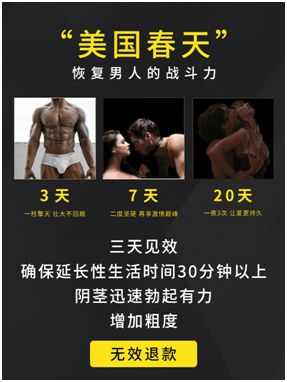 “美国春天”
恢复男人的战斗力
3天
7天
20天
一柱擎天 壮大不回缩
二度坚硬 再享激情巅峰
一夜3次 让爱更持久
三天见效
确保延长性生活时间30分钟以上
阴茎迅速勃起有力
增加粗度
无效退款